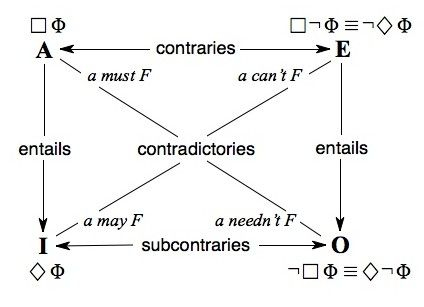 □Φ □¬Φ≡¬◇Φ
A contraries E
a must F a can't F
entails contradictories entails
a may F a needn't F
I subcontraries O
◇Φ ¬□Φ≡◇¬Φ